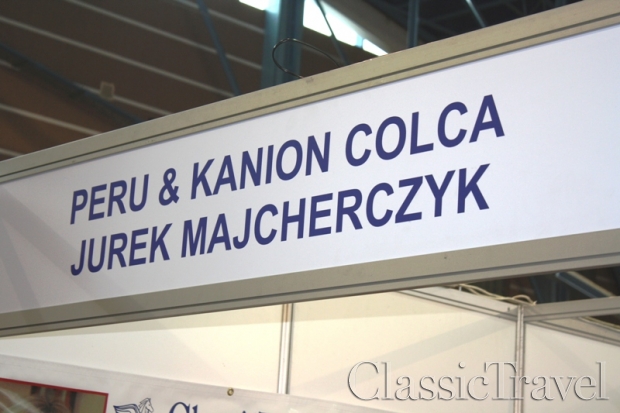 PERU & KANION COLCA
JUREK MAJCHERCZYK
ClassicTravel